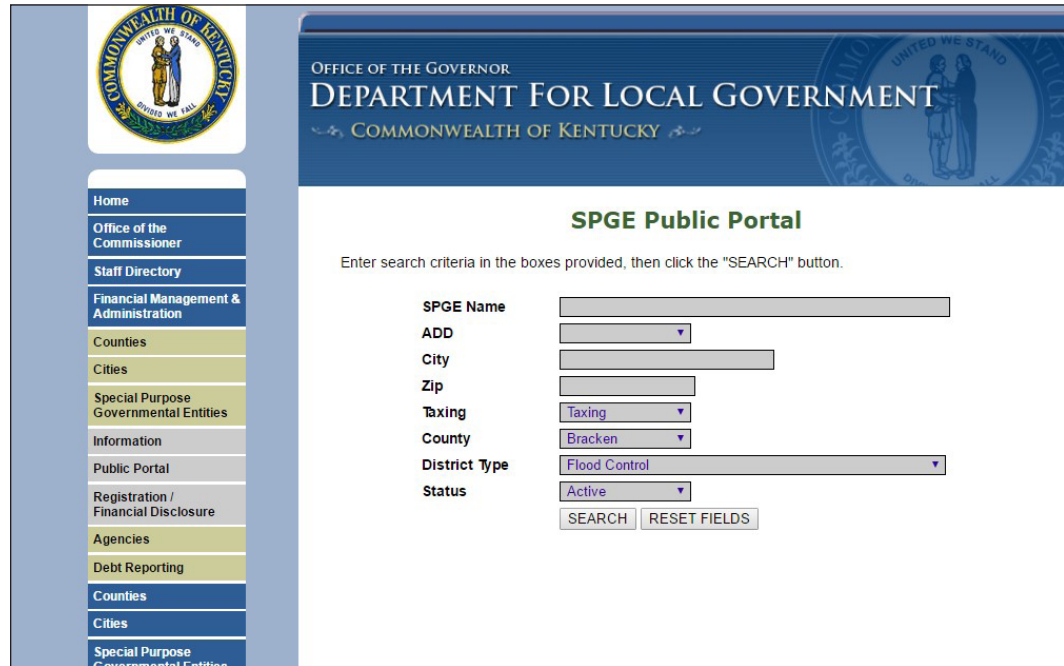 COMMONWEALTH OF KENTUCKY
UNITED WE STAND
DIVIDED WE FALL
OFFICE OF THE GOVERNOR
DEPARTMENT FOR LOCAL GOVERNMENT
COMMONWEALTH OF KENTUCKY
UNITED WE STAND
Home
Office of the
Commissioner
Staff Directory
Financial Management &
Administration
Counties
Cities
Special Purpose
Governmental Entities
Information
Public Portal
Registration /
Financial Disclosure
Agencies
Debt Reporting
Counties
Cities
Special Purpose
Governmental Entities
SPGE Public Portal
Enter search criteria in the boxes provided, then click the "SEARCH" button.
SPGE Name
ADD
City
Zip
Taxing Taxing
County Bracken
District Type Flood Control
Status Active
SEARCH RESET FIELDS